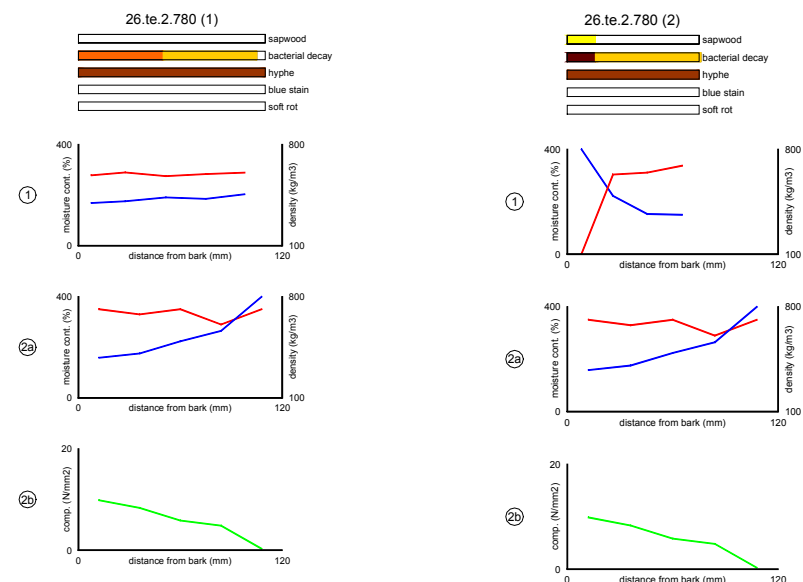 26.te.2.780 (1)
sapwood
bacterial decay
hyphe
blue stain
soft rot
1
400
800
moisture cont. (%)
density (kg/m3)
0
100
0
distance from bark (mm)
120
2a
400
800
moisture cont. (%)
density (kg/m3)
0
100
0
distance from bark (mm)
120
2b
20
comp. (N/mm2)
0
0
distance from bark (mm)
120
26.te.2.780 (2)
sapwood
bacterial decay
hyphe
blue stain
soft rot
1
400
800
moisture cont. (%)
density (kg/m3)
0
100
0
distance from bark (mm)
120
2a
400
800
moisture cont. (%)
density (kg/m3)
0
100
0
distance from bark (mm)
120
2b
20
comp. (N/mm2)
0
0
distance from bark (mm)
120